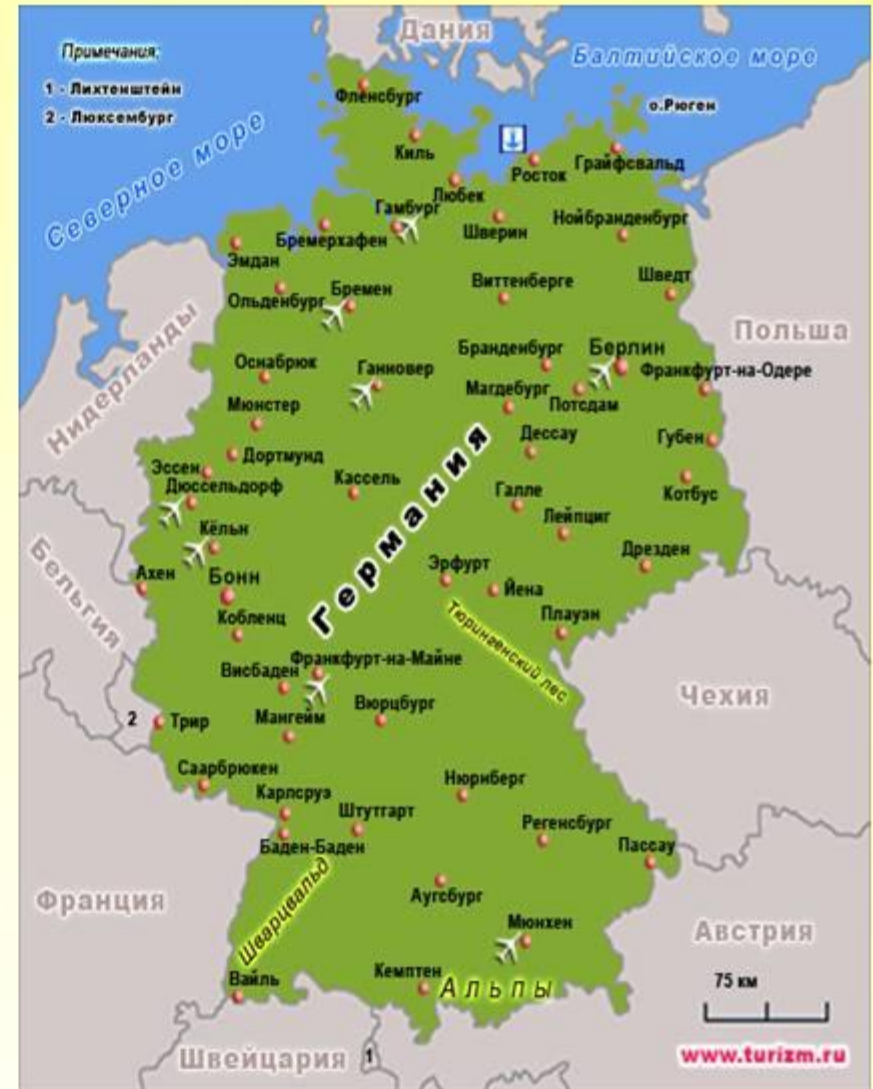 Дания
Примечания:
Балтийское море
1 - Лихтенштейн
2 - Люксембург
Фленсбург
о.Рюген
Северное море
Киль
Росток
Грайфсвальд
Любек
Гамбург
Шверин
Нойбранденбург
Бремерхафен
Эмдан
Ольденбург
Бремен
Виттенберге
Шведт
Нидерланды
Польша
Оснабрюк
Ганновер
Бранденбург
Берлин
Франкфурт-на-Одере
Мюнстер
Магдебург
Потсдам
Дессау
Губен
Эссен
Дортмунд
Дюссельдорф
Кассель
Германия
Галле
Котбус
Лейпциг
Кёльн
Бельгия
Ахен
Бонн
Эрфурт
Йена
Дрезден
Кобленц
Тюрингенский лес
Плауэн
Висбаден
Франкфурт-на-Майне
Чехия
2
Трир
Мангейм
Вюрцбург
Саарбрюкен
Карлсруэ
Штутгарт
Нюрнберг
Регенсбург
Баден-Баден
Пассау
Франция
Шварцвальд
Аугсбург
Мюнхен
Австрия
Вайль
Кемптен
Альпы
75 км
Швейцария
1
www.turizm.ru